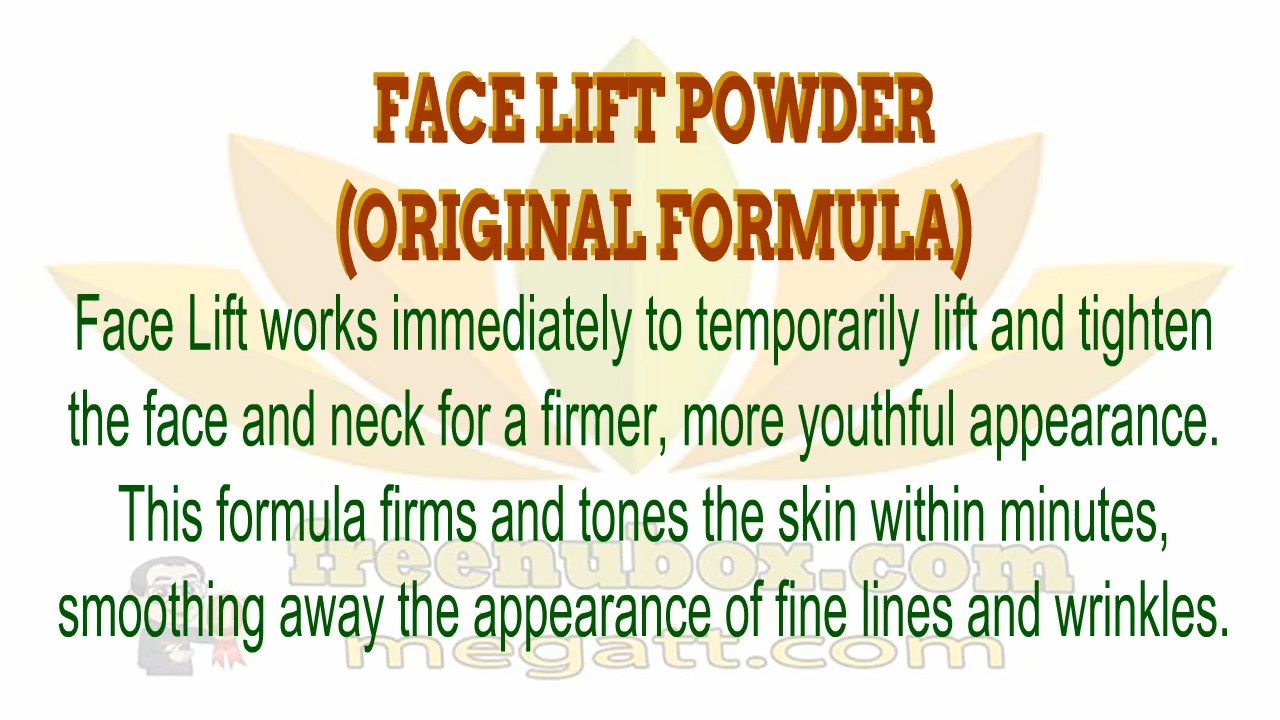 FACE LIFT POWDER
(ORIGINAL FORMULA)
Face Lift works immediately to temporarily lift and tighten
the face and neck for a firmer, more youthful appearance.
This formula firms and tones the skin within minutes,
freenubox.com
smoothing away the appearance of fine lines and wrinkles.
megatt.com